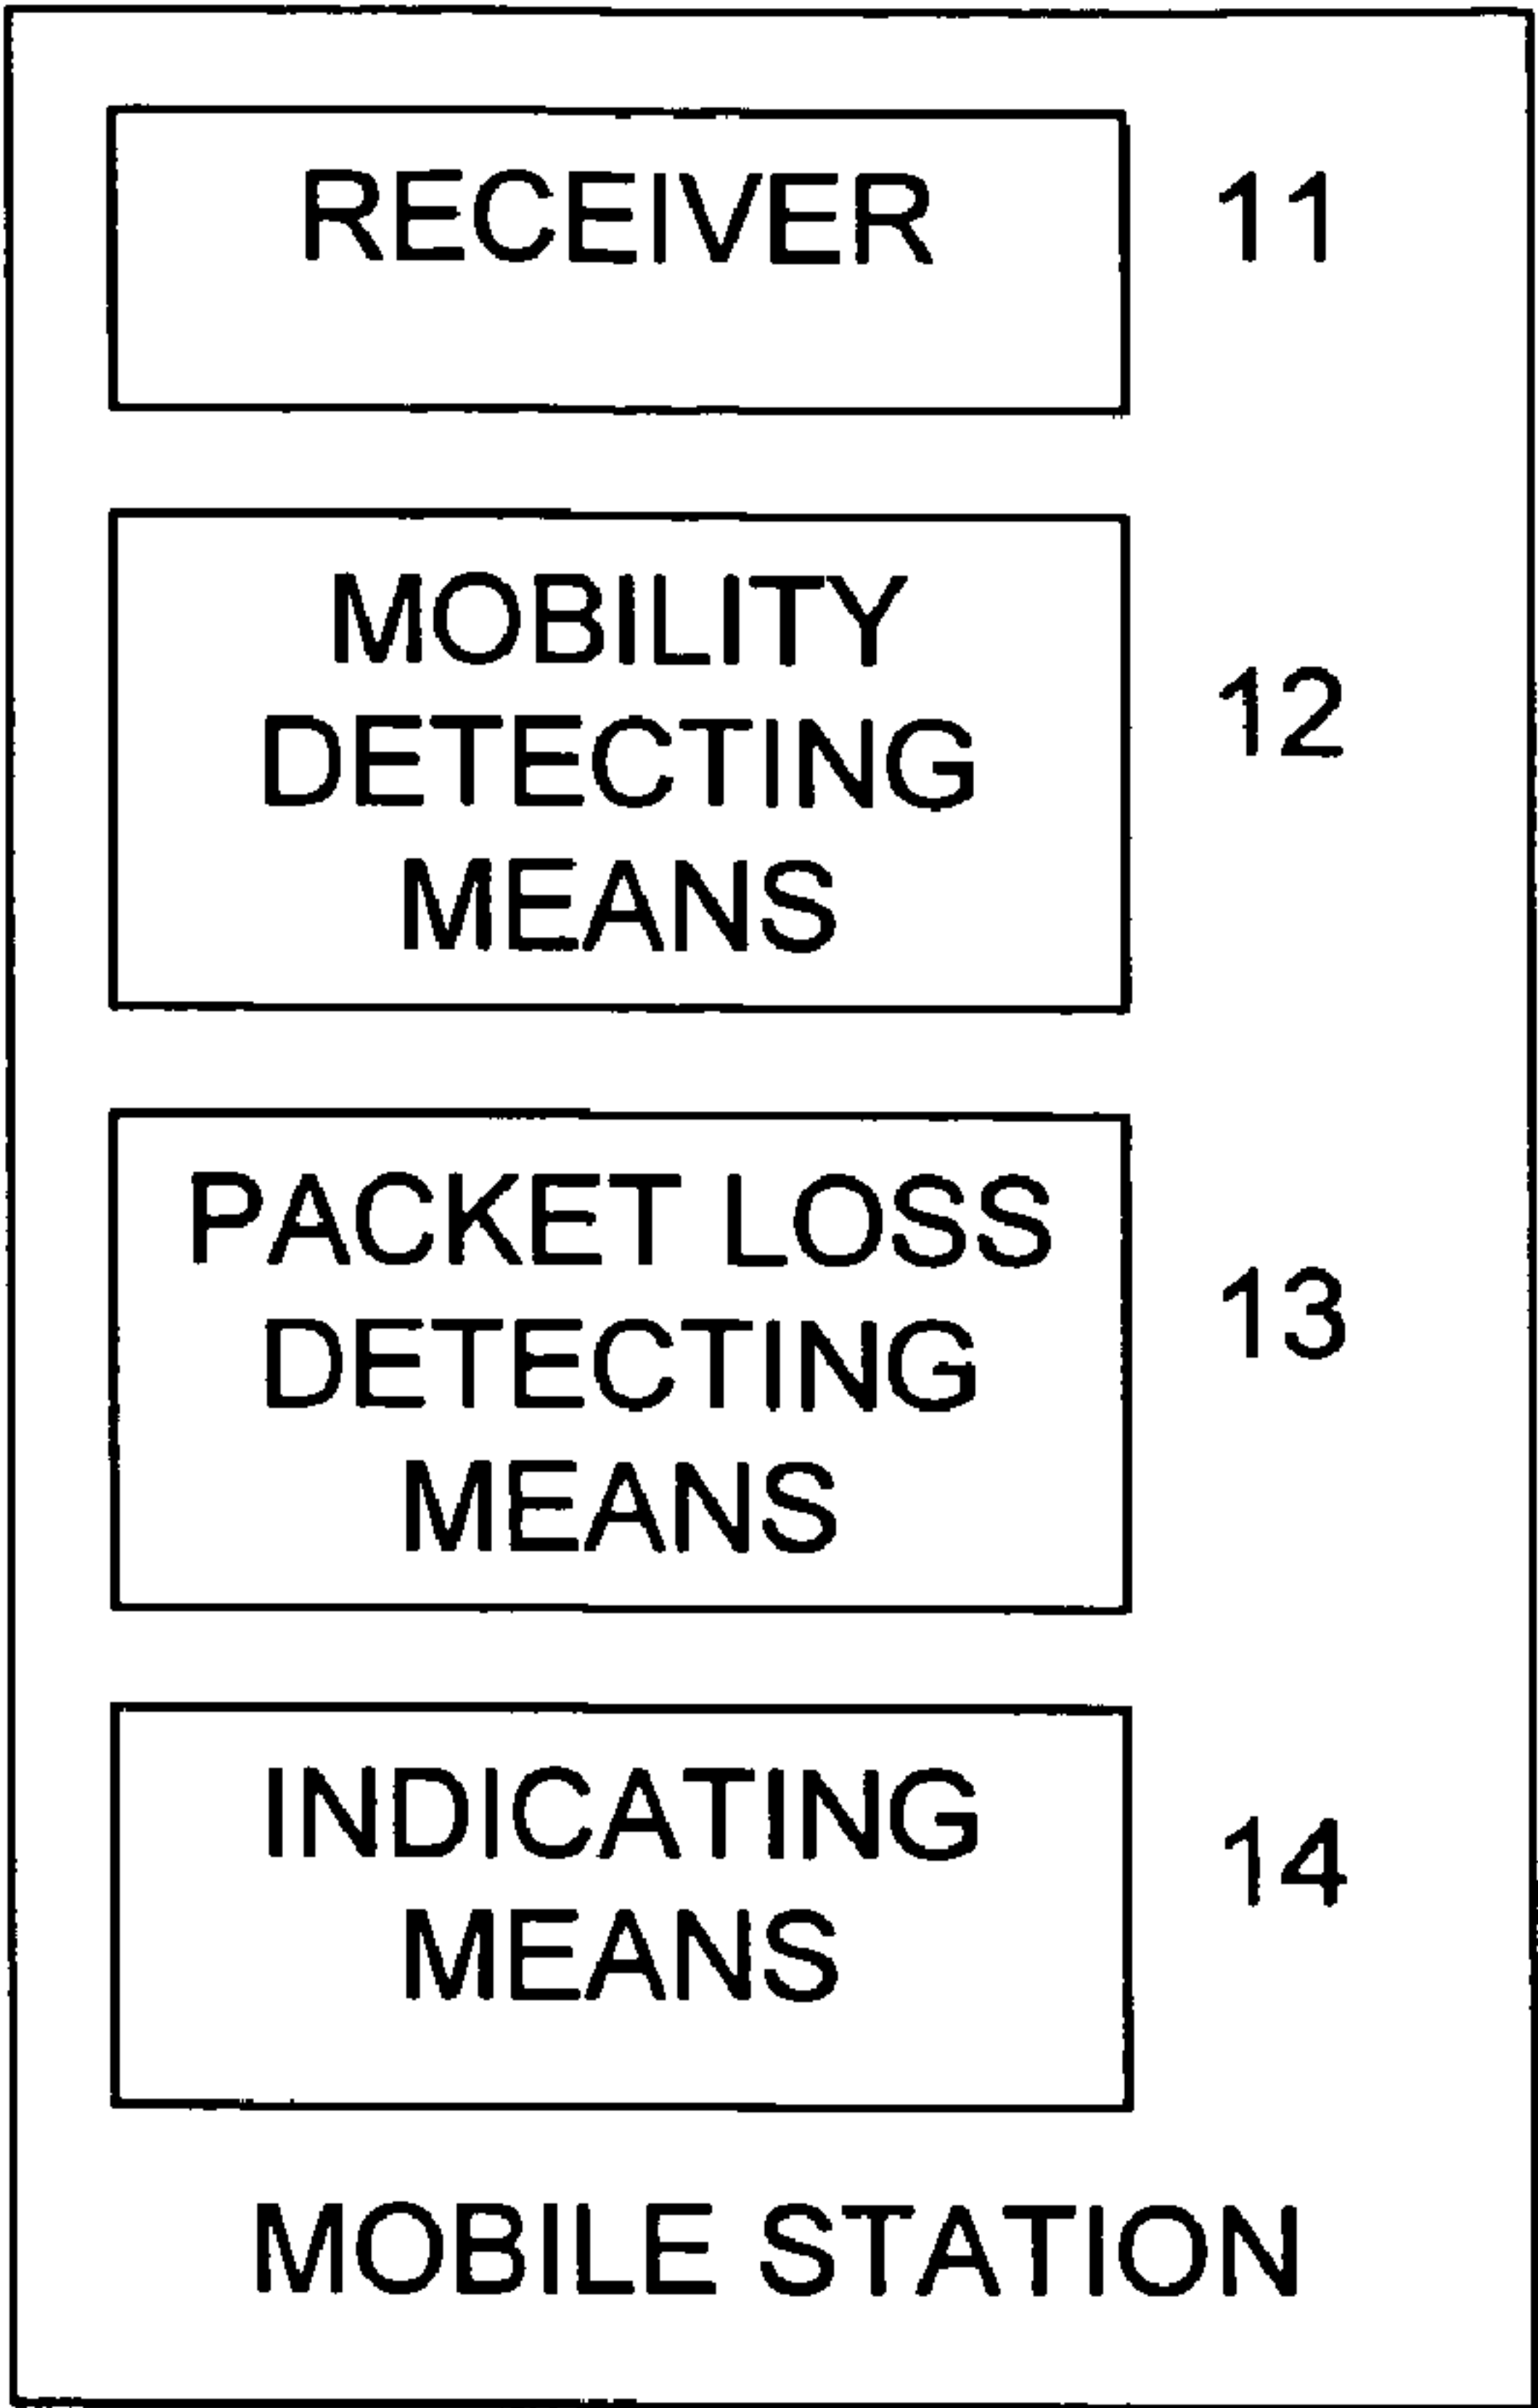 RECEIVER
11
MOBILITY
DETECTING
MEANS
12
PACKET LOSS
DETECTING
MEANS
13
INDICATING
MEANS
14
MOBILE STATION